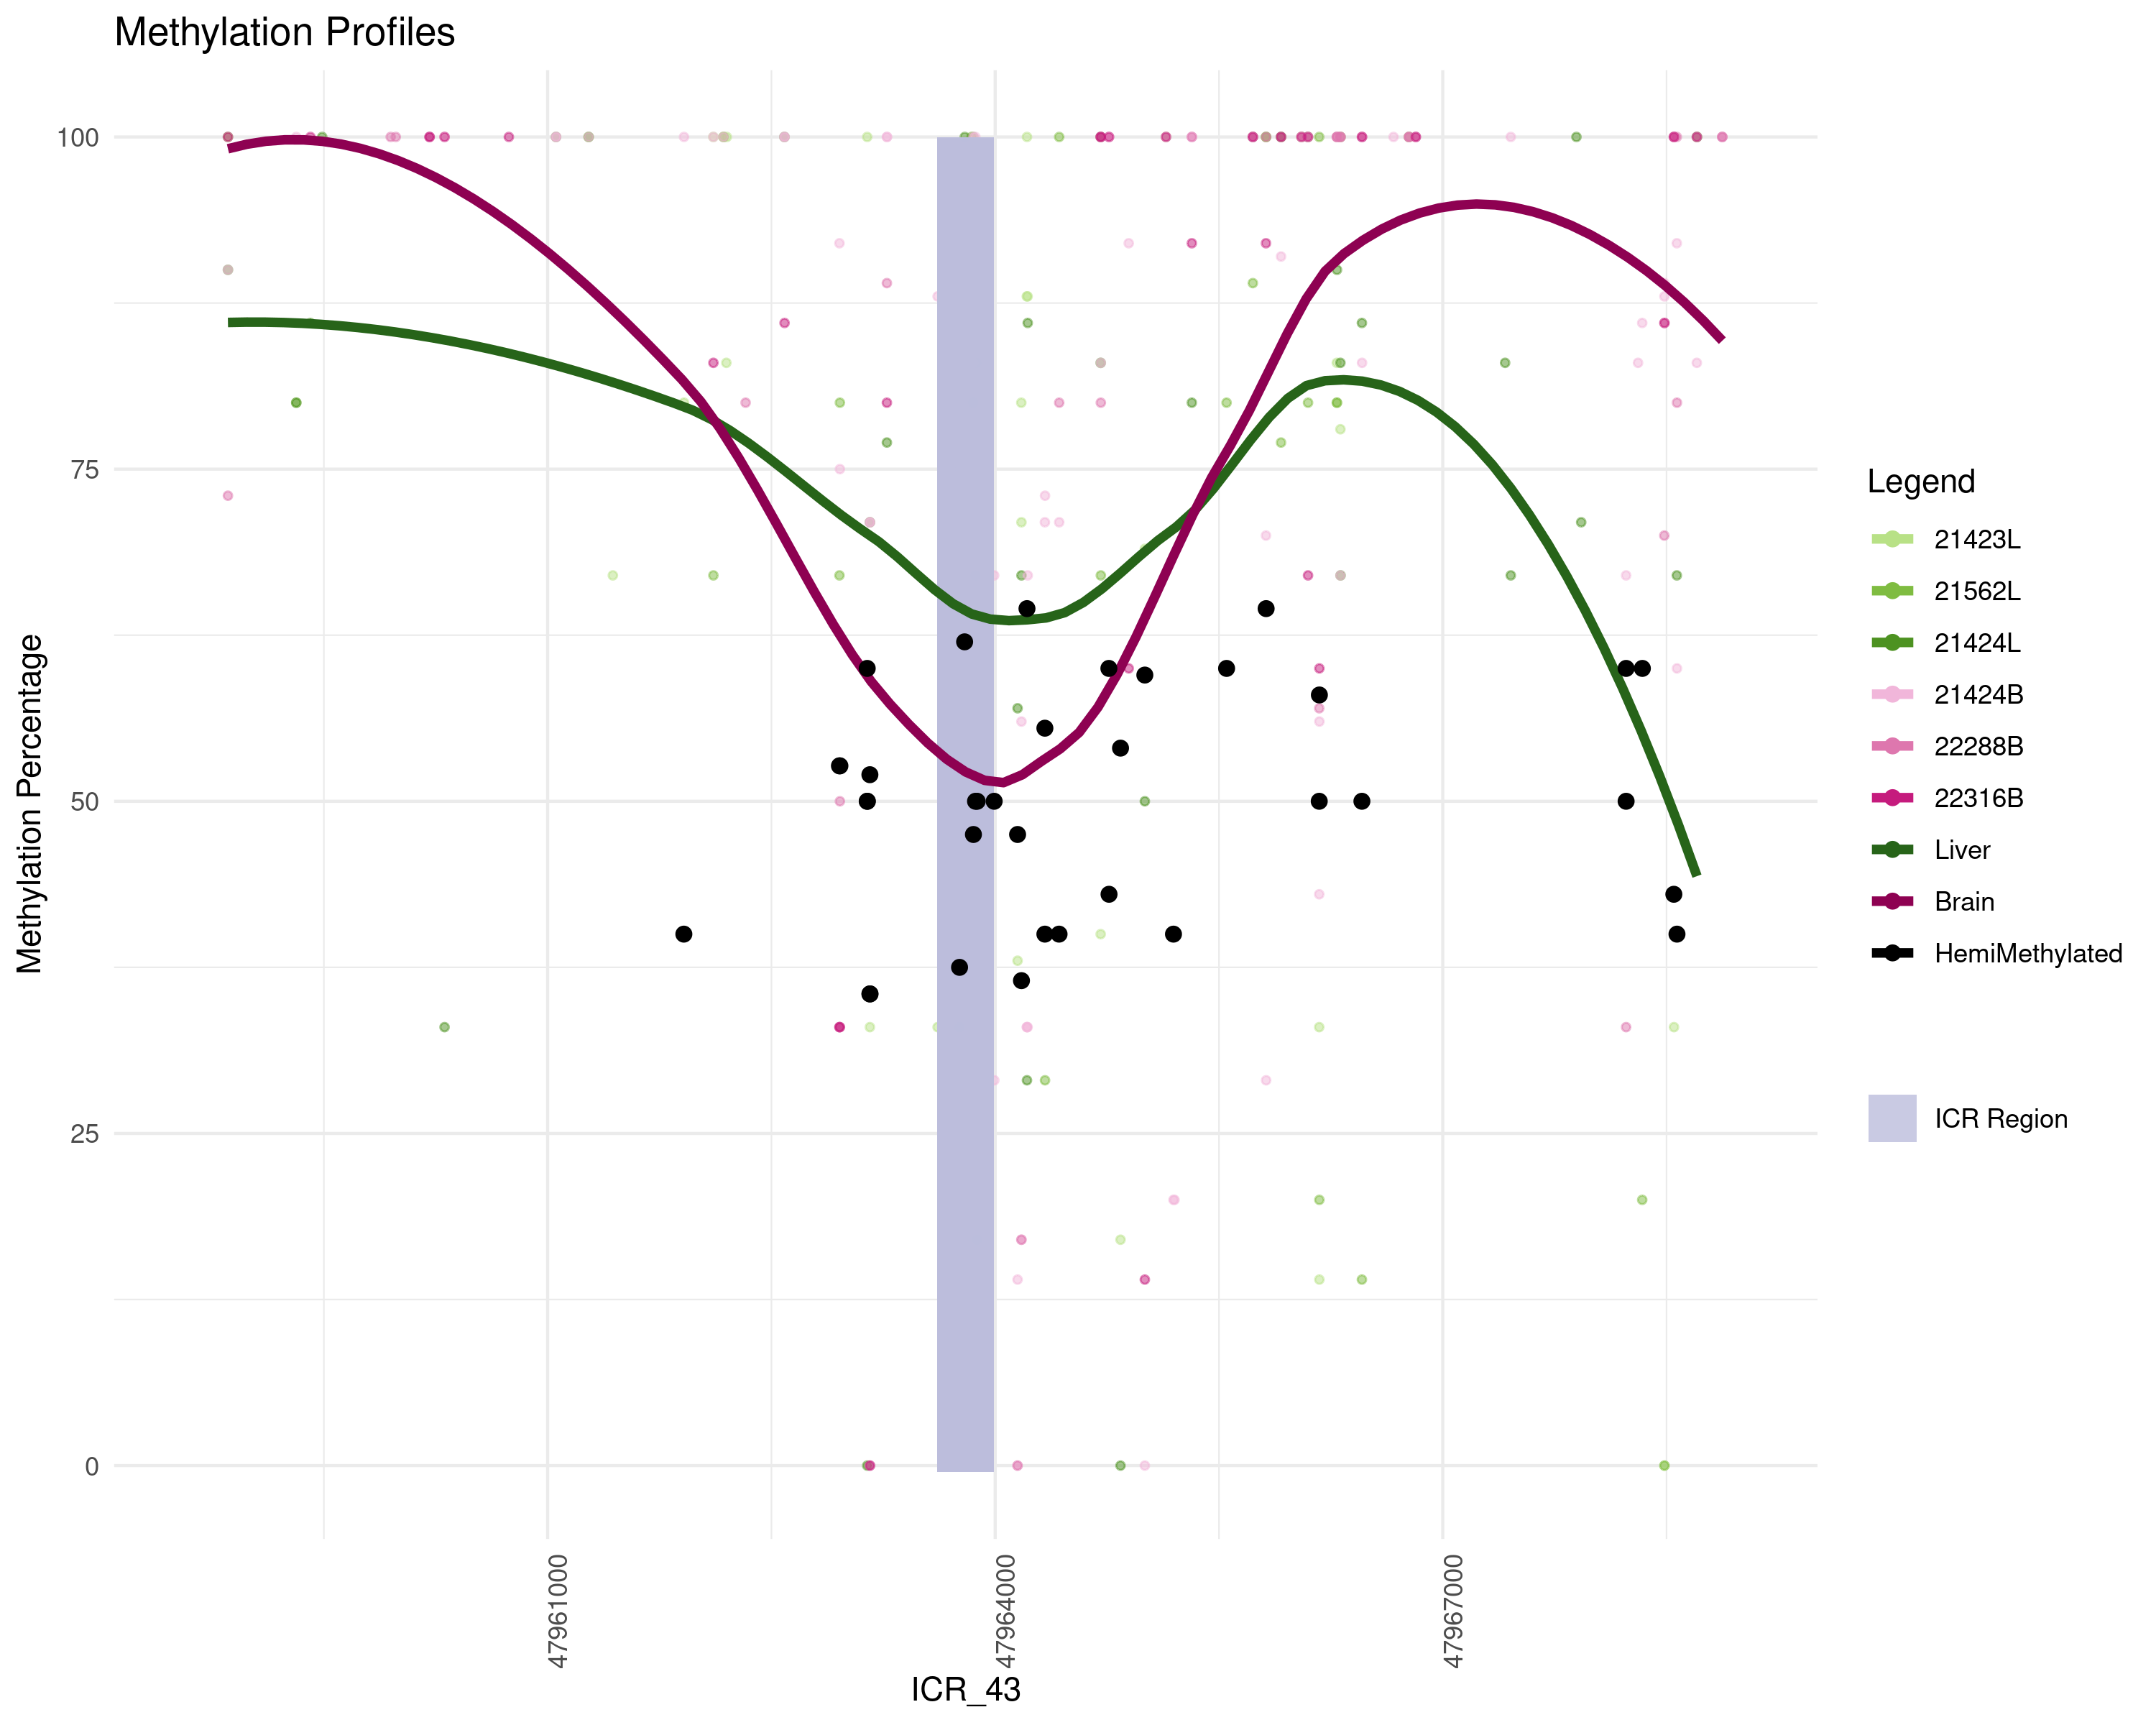 Methylation Profiles
Methylation Percentage
100
75
50
25
0
47961000
47964000
47967000
ICR_43
Legend
21423L
21562L
21424L
21424B
22288B
22316B
Liver
Brain
HemiMethylated
ICR Region